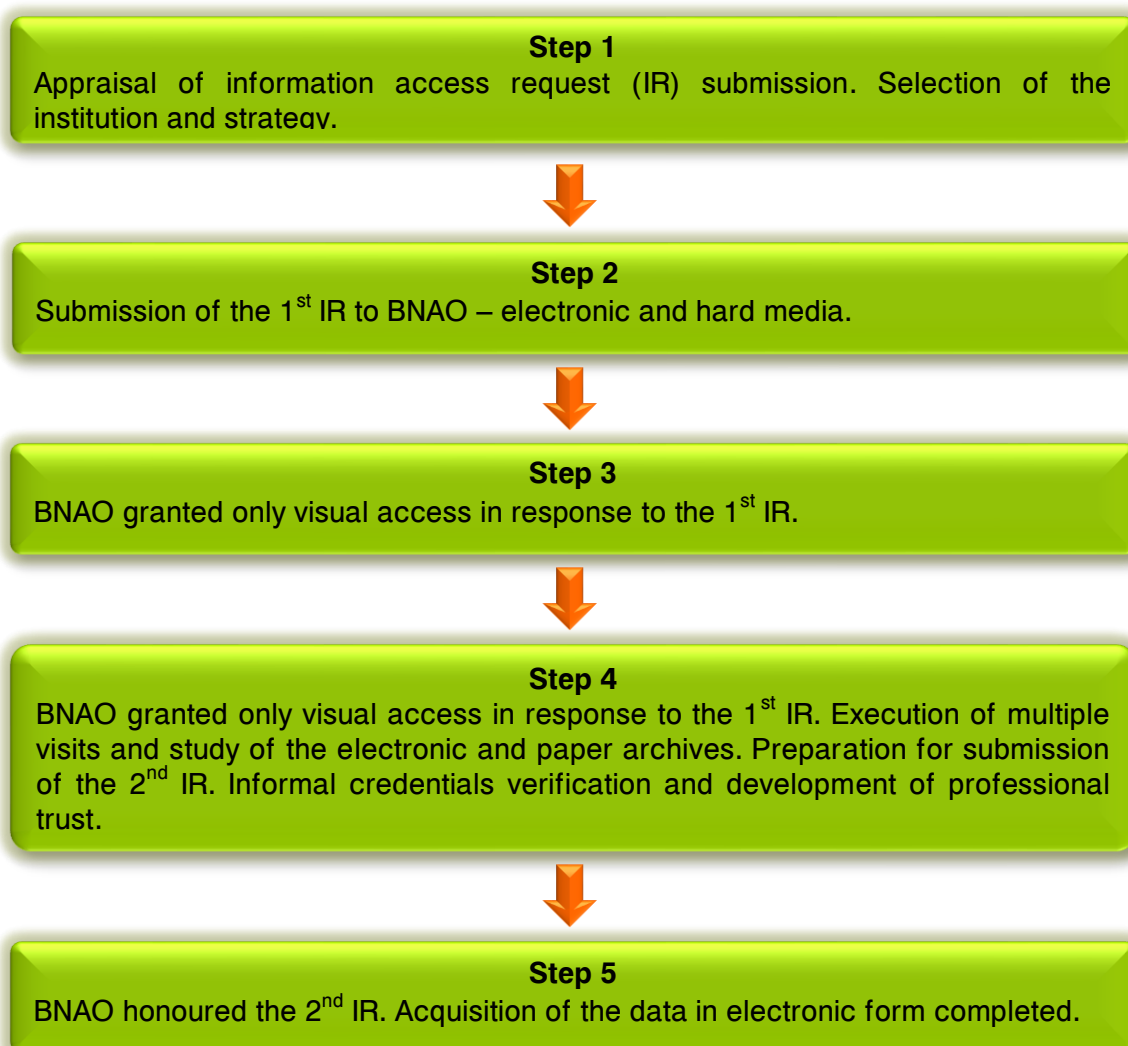 Step 1
Appraisal of information access request (IR) submission. Selection of the
institution and strategy.
Step 2
Submission of the 1st IR to BNAO – electronic and hard media.
Step 3
BNAO granted only visual access in response to the 1st IR.
Step 4
BNAO granted only visual access in response to the 1st IR. Execution of multiple
visits and study of the electronic and paper archives. Preparation for submission
of the 2nd IR. Informal credentials verification and development of professional
trust.
Step 5
BNAO honoured the 2nd IR. Acquisition of the data in electronic form completed.